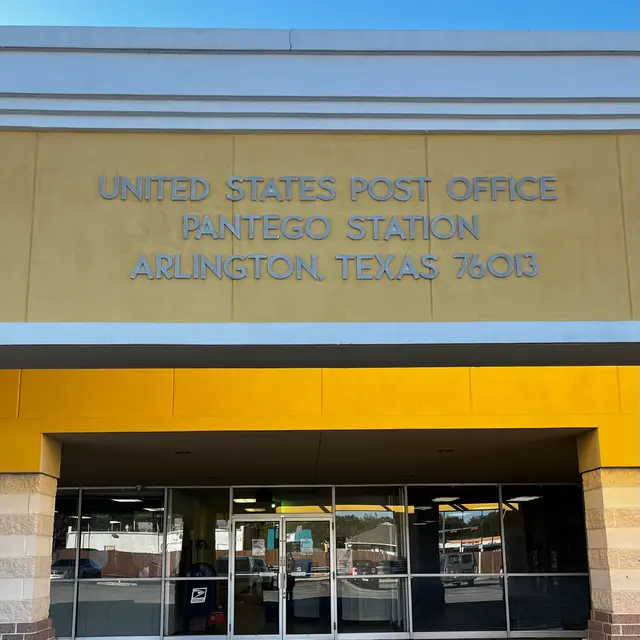 UNITED STATES POST OFFICE
PANTEGO STATION
ARLINGTON, TEXAS 76013